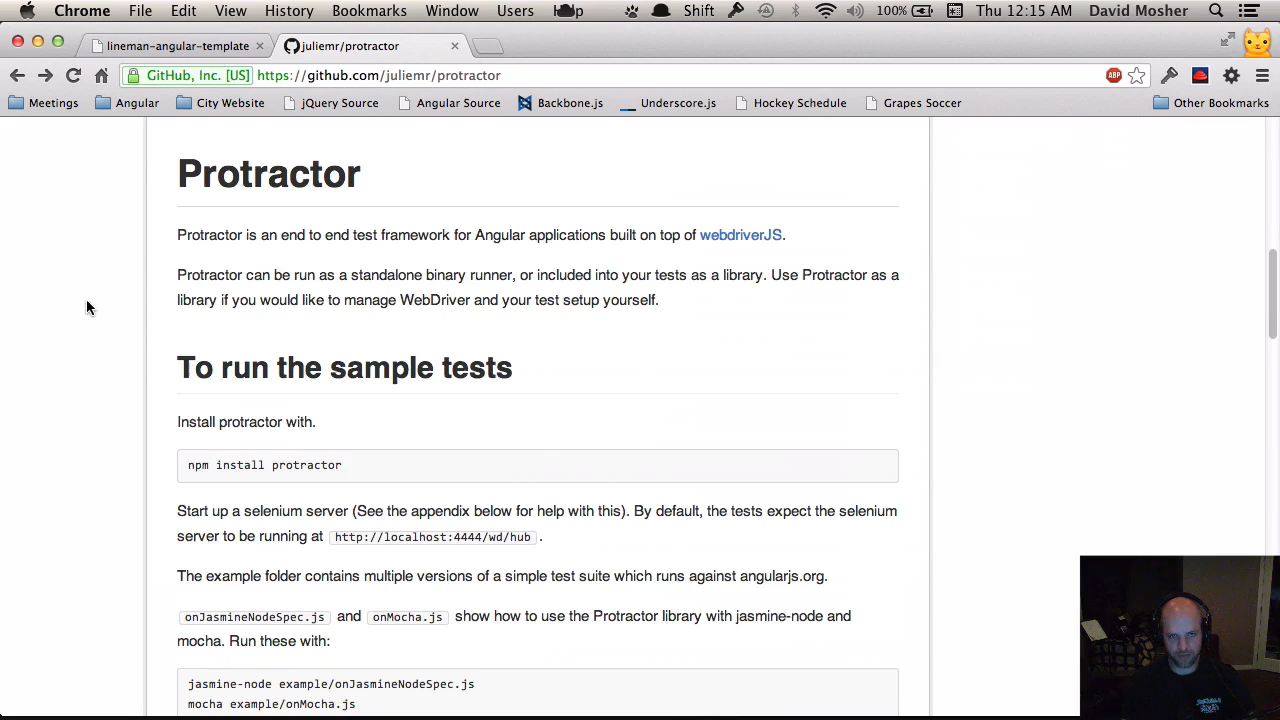 Chrome File Edit View History Bookmarks Window Users Help Shift 100% Thu 12:15 AM David Mosher
lineman-angular-template juliemr/protractor
GitHub, Inc. [US] https://github.com/juliemr/protractor ABP
Meetings Angular City Website jQuery Source Angular Source Backbone.js Underscore.js Hockey Schedule Grapes Soccer Other Bookmarks
Protractor
Protractor is an end to end test framework for Angular applications built on top of webdriverJS.
Protractor can be run as a standalone binary runner, or included into your tests as a library. Use Protractor as a
library if you would like to manage WebDriver and your test setup yourself.
To run the sample tests
Install protractor with.
npm install protractor
Start up a selenium server (See the appendix below for help with this). By default, the tests expect the selenium
server to be running at http://localhost:4444/wd/hub .
The example folder contains multiple versions of a simple test suite which runs against angularjs.org.
onJasmineNodeSpec.js and onMocha.js show how to use the Protractor library with jasmine-node and
mocha. Run these with:
jasmine-node example/onJasmineNodeSpec.js
mocha example/onMocha.js